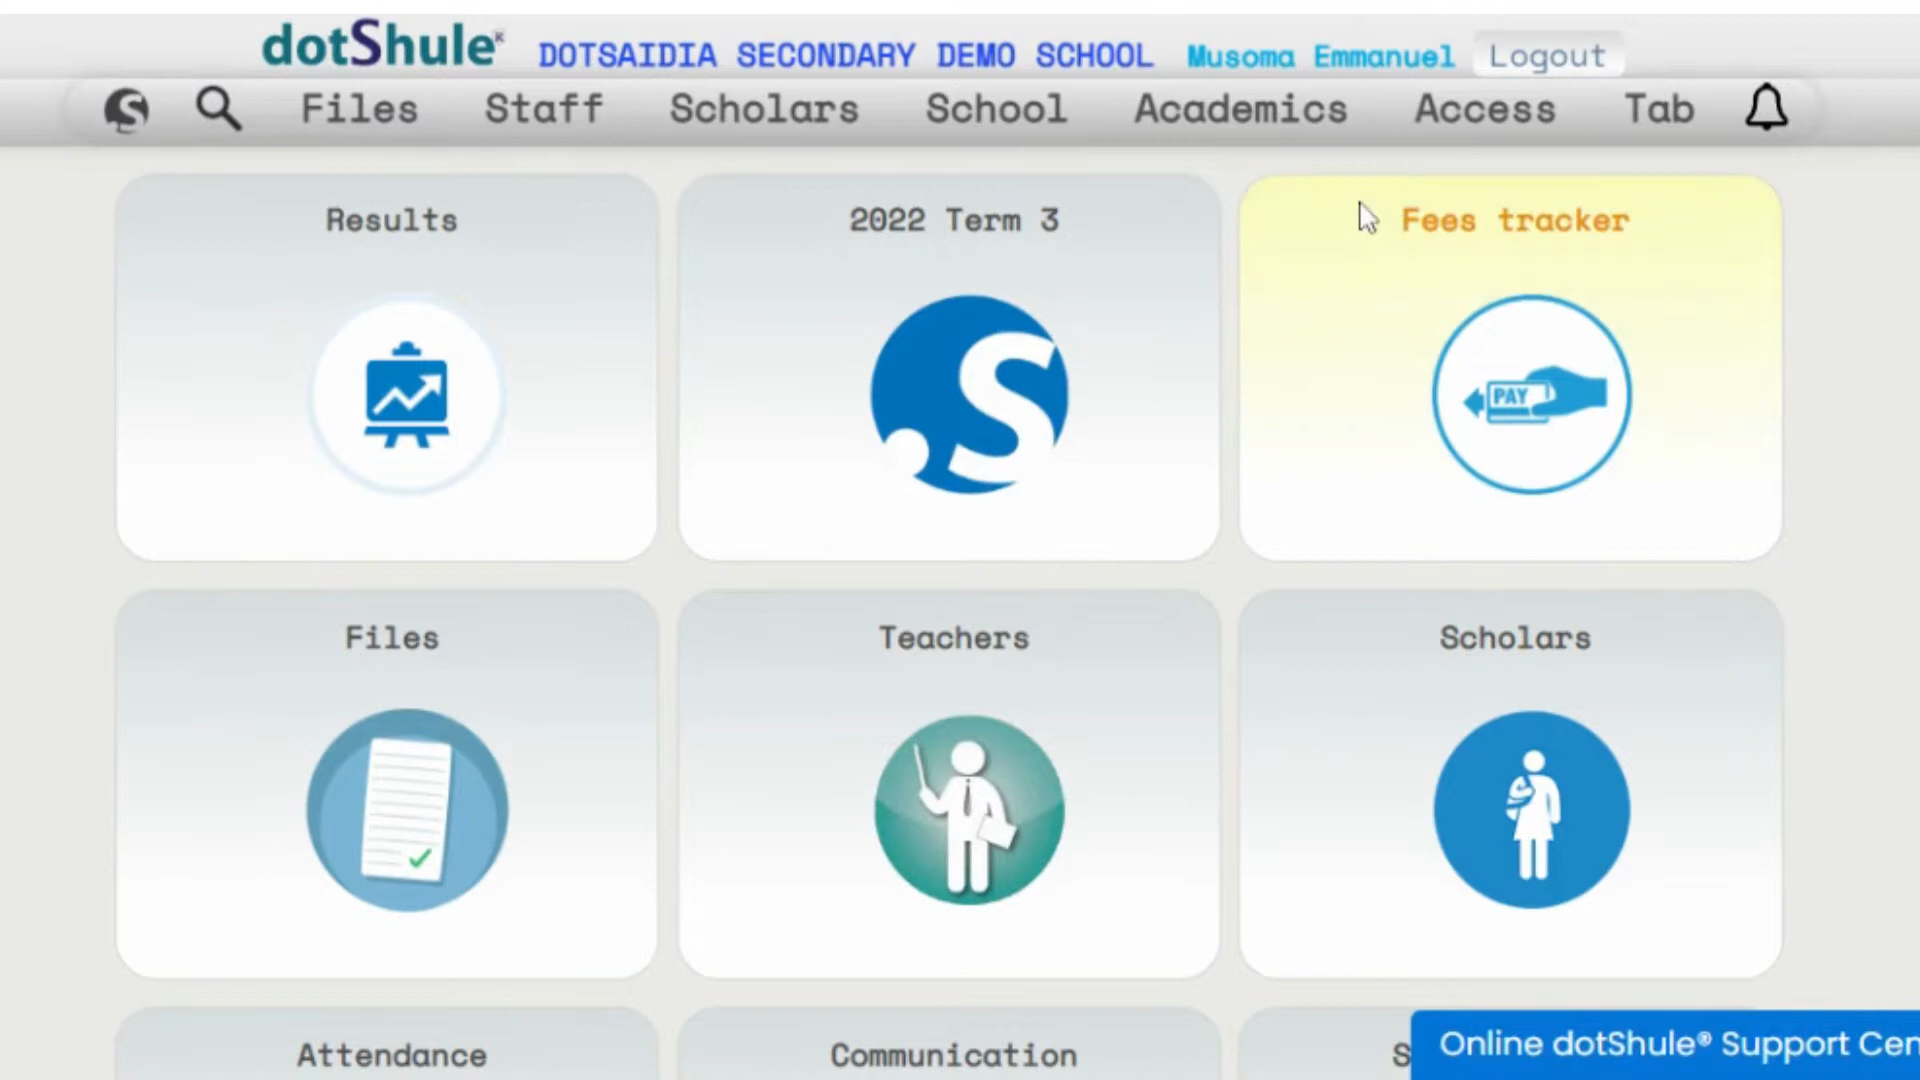 dotShule
DOTSAIDIA SECONDARY DEMO SCHOOL Musoma Emmanuel Logout
Files Staff Scholars School Academics Access Tab
Results
2022 Term 3
Fees tracker
S
PAY
Files
Teachers
Scholars
Attendance
Communication
S
Online dotShule® Support Cen